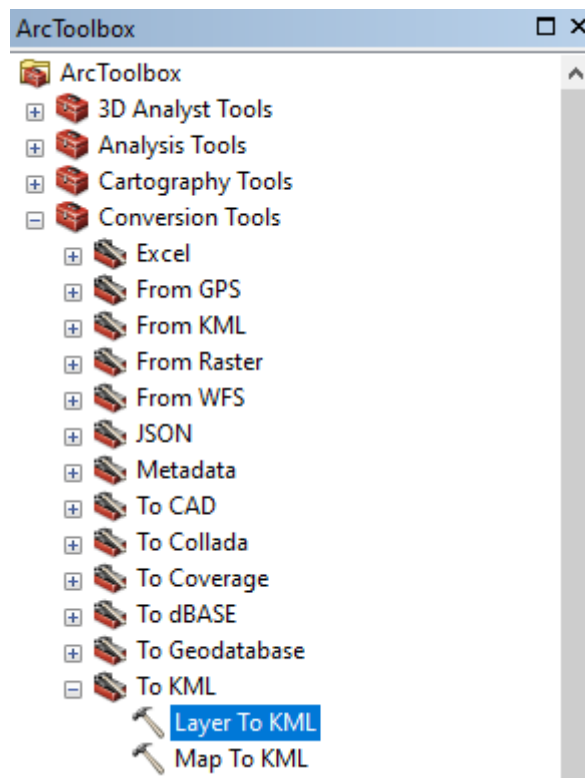 ArcToolbox
ArcToolbox
3D Analyst Tools
Analysis Tools
Cartography Tools
Conversion Tools
Excel
From GPS
From KML
From Raster
From WFS
JSON
Metadata
To CAD
To Collada
To Coverage
To dBASE
To Geodatabase
To KML
Layer To KML
Map To KML